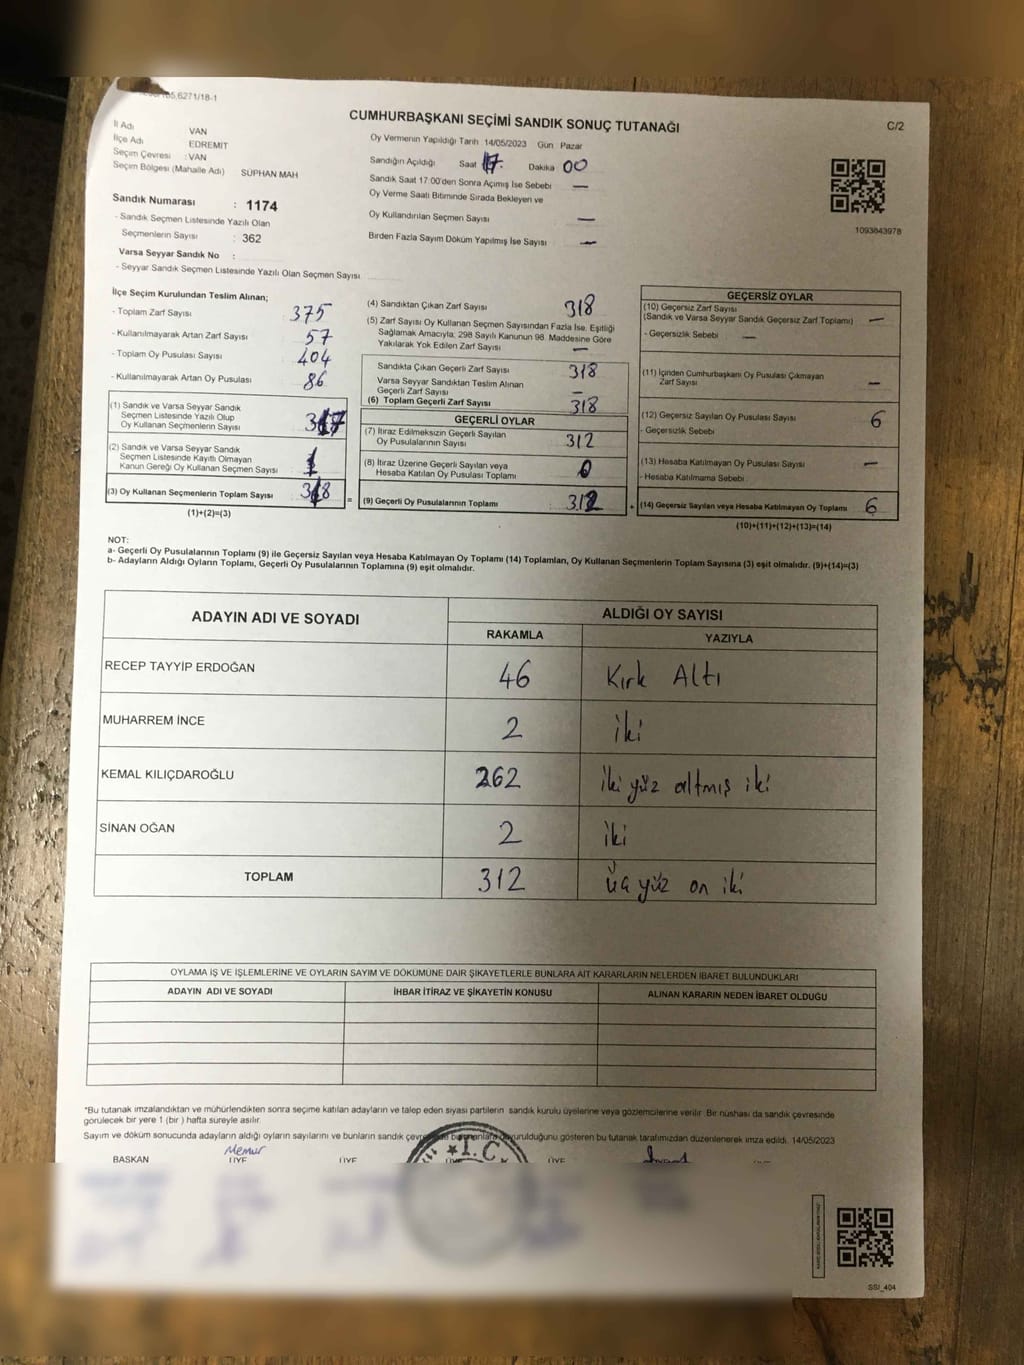 CUMHURBAŞKANI SEÇİMİ SANDIK SONUÇ TUTANAĞI
C/2
İl Adı VAN
İlçe Adı EDREMIT
Seçim Çevresi : VAN
Seçim Bölgesi (Mahalle Adı) SÜPHAN MAH
Sandık Numarası : 1174
- Sandık Seçmen Listesinde Yazılı Olan
Seçmenlerin Sayısı : 362
Varsa Seyyar Sandık No :
- Seyyar Sandık Seçmen Listesinde Yazılı Olan Seçmen Sayısı
Oy Vermenin Yapıldığı Tarih 14/05/2023 Gün Pazar
Sandığın Açıldığı Saat 17 Dakika 00
Sandık Saat 17:00'den Sonra Açımış İse Sebebi —
Oy Verme Saati Bitiminde Sırada Bekleyen ve
Oy Kullandırılan Seçmen Sayısı —
Birden Fazla Sayım Döküm Yapılmış İse Sayısı —
1093843978
İlçe Seçim Kurulundan Teslim Alınan;
- Toplam Zarf Sayısı 375
- Kullanılmayarak Artan Zarf Sayısı 57
- Toplam Oy Pusulası Sayısı 404
- Kullanılmayarak Artan Oy Pusulası 86
(1) Sandık ve Varsa Seyyar Sandık
Seçmen Listesinde Yazılı Olup
Oy Kullanan Seçmenlerin Sayısı 317
(2) Sandık ve Varsa Seyyar Sandık
Seçmen Listesinde Kayıtlı Olmayan
Kanun Gereği Oy Kullanan Seçmen Sayısı 1
(3) Oy Kullanan Seçmenlerin Toplam Sayısı 318 =
(1)+(2)=(3)
(4) Sandıktan Çıkan Zarf Sayısı 318
(5) Zarf Sayısı Oy Kullanan Seçmen Sayısından Fazla İse, Eşitliği
Sağlamak Amacıyla, 298 Sayılı Kanunun 98. Maddesine Göre
Yakılarak Yok Edilen Zarf Sayısı —
Sandıkta Çıkan Geçerli Zarf Sayısı 318
Varsa Seyyar Sandıktan Teslim Alınan
Geçerli Zarf Sayısı —
(6) Toplam Geçerli Zarf Sayısı 318
GEÇERLİ OYLAR
(7) İtiraz Edilmeksizin Geçerli Sayılan
Oy Pusulalarının Sayısı 312
(8) İtiraz Üzerine Geçerli Sayılan veya
Hesaba Katılan Oy Pusulası Toplamı 0
(9) Geçerli Oy Pusulalarının Toplamı : 312 +
GEÇERSİZ OYLAR
(10) Geçersiz Zarf Sayısı
(Sandık ve Varsa Seyyar Sandık Geçersiz Zarf Toplamı) —
- Geçersizlik Sebebi —
(11) İçinden Cumhurbaşkanı Oy Pusulası Çıkmayan
Zarf Sayısı —
(12) Geçersiz Sayılan Oy Pusulası Sayısı 6
- Geçersizlik Sebebi
(13) Hesaba Katılmayan Oy Pusulası Sayısı —
- Hesaba Katılmama Sebebi
(14) Geçersiz Sayılan veya Hesaba Katılmayan Oy Toplamı 6
(10)+(11)+(12)+(13)=(14)
NOT:
a- Geçerli Oy Pusulalarının Toplamı (9) ile Geçersiz Sayılan veya Hesaba Katılmayan Oy Toplamı (14) Toplamları, Oy Kullanan Seçmenlerin Toplam Sayısına (3) eşit olmalıdır. (9)+(14)=(3)
b- Adayların Aldığı Oyların Toplamı, Geçerli Oy Pusulalarının Toplamına (9) eşit olmalıdır.
ADAYIN ADI VE SOYADI ALDIĞI OY SAYISI
RAKAMLA YAZIYLA
RECEP TAYYİP ERDOĞAN 46 Kırk Altı
MUHARREM İNCE 2 iki
KEMAL KILIÇDAROĞLU 262 iki yüz altmış iki
SİNAN OĞAN 2 iki
TOPLAM 312 üç yüz on iki
OYLAMA İŞ VE İŞLEMLERİNE VE OYLARIN SAYIM VE DÖKÜMÜNE DAİR ŞİKAYETLERLE BUNLARA AİT KARARLARIN NELERDEN İBARET BULUNDUKLARI
ADAYIN ADI VE SOYADI İHBAR İTİRAZ VE ŞİKAYETİN KONUSU ALINAN KARARIN NEDEN İBARET OLDUĞU
*Bu tutanak imzalandıktan ve mühürlendikten sonra seçime katılan adayların ve talep eden siyasi partilerin sandık kurulu üyelerine veya gözlemcilerine verilir. Bir nüshası da sandık çevresinde
görülecek bir yere 1 (bir ) hafta süreyle asılır.
Sayım ve döküm sonucunda adayların aldığı oyların sayılarını ve bunların sandık duyurulduğunu gösteren bu tutanak tarafımızdan düzenlenerek imza edildi. 14/05/2023
Memur
BAŞKAN ÜYE ÜYE ÜYE ÜYE
T.C.
SSİ_404